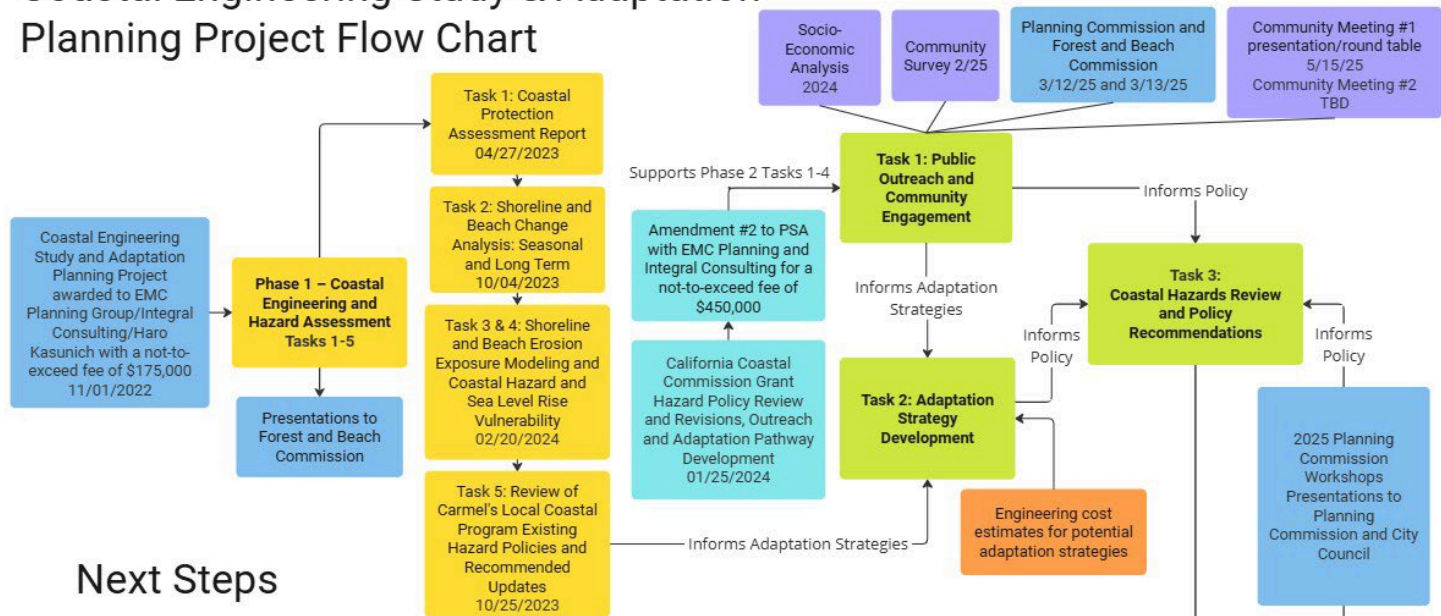 Coastal Engineering Study & Adaptation
Planning Project Flow Chart
Socio-
Economic
Analysis
2024
Community
Survey 2/25
Planning Commission and
Forest and Beach
Commission
3/12/25 and 3/13/25
Community Meeting #1
presentation/round table
5/15/25
Community Meeting #2
TBD
Coastal Engineering
Study and Adaptation
Planning Project
awarded to EMC
Planning Group/Integral
Consulting/Haro
Kasunich with a not-to-
exceed fee of $175,000
11/01/2022
Phase 1 – Coastal
Engineering and
Hazard Assessment
Tasks 1-5
Presentations to
Forest and Beach
Commission
Task 1: Coastal
Protection
Assessment Report
04/27/2023
Task 2: Shoreline and
Beach Change
Analysis: Seasonal
and Long Term
10/04/2023
Task 3 & 4: Shoreline
and Beach Erosion
Exposure Modeling and
Coastal Hazard and
Sea Level Rise
Vulnerability
02/20/2024
Task 5: Review of
Carmel's Local Coastal
Program Existing
Hazard Policies and
Recommended
Updates
10/25/2023
Supports Phase 2 Tasks 1-4
Amendment #2 to PSA
with EMC Planning and
Integral Consulting for a
not-to-exceed fee of
$450,000
California Coastal
Commission Grant
Hazard Policy Review
and Revisions, Outreach
and Adaptation Pathway
Development
01/25/2024
Informs Adaptation Strategies
Task 1: Public
Outreach and
Community
Engagement
Informs Adaptation
Strategies
Task 2: Adaptation
Strategy
Development
Engineering cost
estimates for potential
adaptation strategies
Informs Policy
Informs
Policy
Task 3:
Coastal Hazards Review
and Policy
Recommendations
Informs
Policy
2025 Planning
Commission
Workshops
Presentations to
Planning
Commission and City
Council
Next Steps